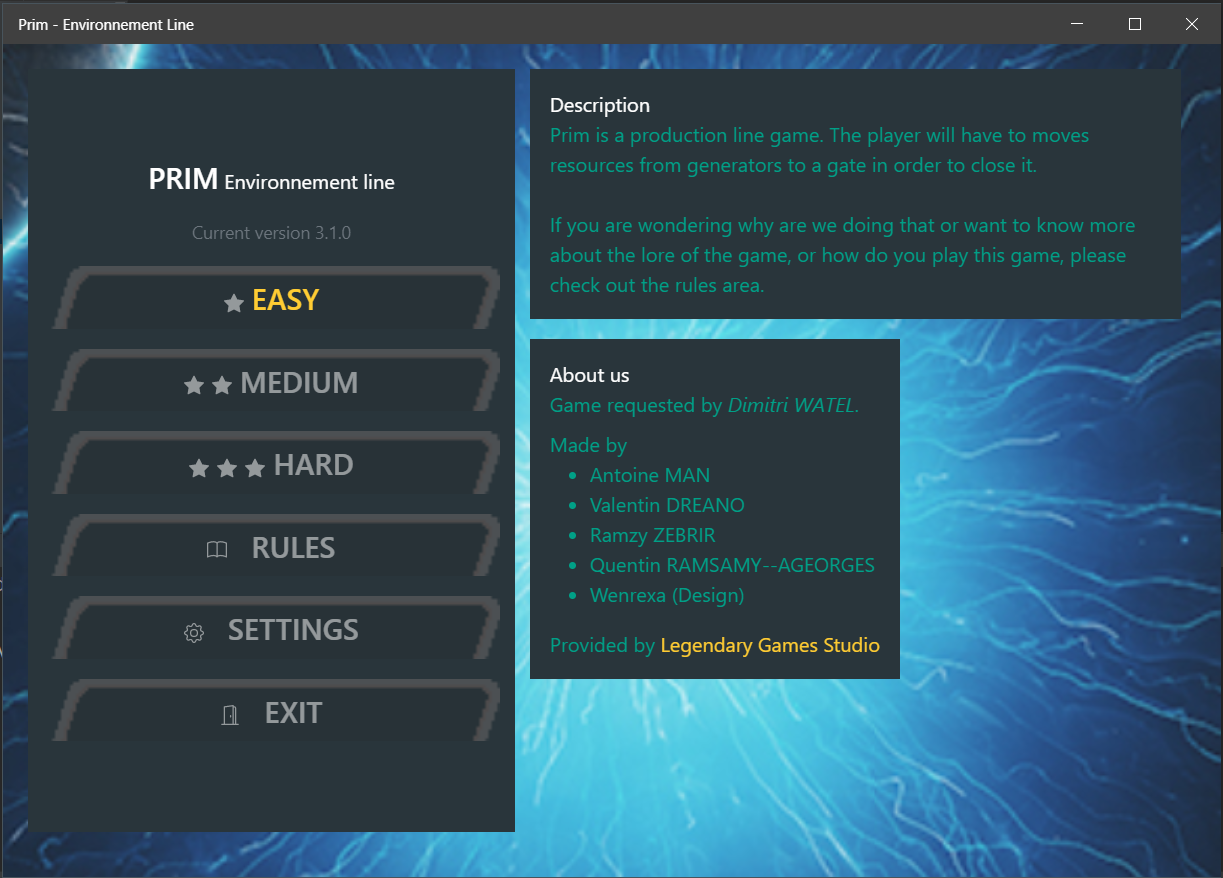 Prim - Environnement Line
PRIM Environnement line
Current version 3.1.0
EASY
MEDIUM
HARD
RULES
SETTINGS
EXIT
Description
Prim is a production line game. The player will have to moves
resources from generators to a gate in order to close it.
If you are wondering why are we doing that or want to know more
about the lore of the game, or how do you play this game, please
check out the rules area.
About us
Game requested by Dimitri WATEL.
Made by
• Antoine MAN
• Valentin DREANO
• Ramzy ZEBRIR
• Quentin RAMSAMY--AGEORGES
• Wenrexa (Design)
Provided by Legendary Games Studio